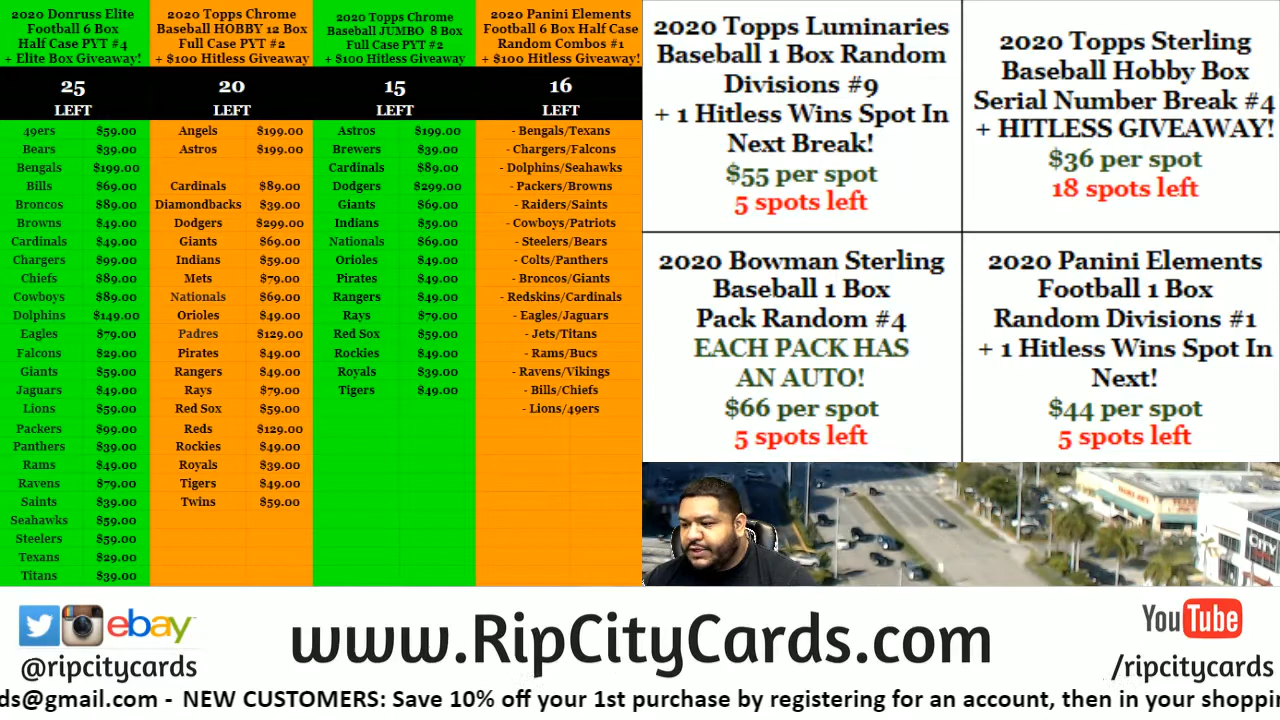 2020 Donruss Elite
Football 6 Box
Half Case PYT #4
+ Elite Box Giveaway!
25
LEFT
49ers $59.00
Bears $39.00
Bengals $199.00
Bills $69.00
Broncos $89.00
Browns $49.00
Cardinals $49.00
Chargers $99.00
Chiefs $89.00
Cowboys $89.00
Dolphins $149.00
Eagles $79.00
Falcons $29.00
Giants $59.00
Jaguars $49.00
Lions $59.00
Packers $99.00
Panthers $39.00
Rams $49.00
Ravens $79.00
Saints $39.00
Seahawks $59.00
Steelers $59.00
Texans $29.00
Titans $39.00
2020 Topps Chrome
Baseball HOBBY 12 Box
Full Case PYT #2
+ $100 Hitless Giveaway
20
LEFT
Angels $199.00
Astros $199.00
Cardinals $89.00
Diamondbacks $39.00
Dodgers $299.00
Giants $69.00
Indians $59.00
Mets $79.00
Nationals $69.00
Orioles $49.00
Padres $129.00
Pirates $49.00
Rangers $49.00
Rays $79.00
Red Sox $59.00
Reds $129.00
Rockies $49.00
Royals $39.00
Tigers $49.00
Twins $59.00
2020 Topps Chrome
Baseball JUMBO 8 Box
Full Case PYT #2
+ $100 Hitless Giveaway
15
LEFT
Astros $199.00
Brewers $39.00
Cardinals $89.00
Dodgers $299.00
Giants $69.00
Indians $59.00
Nationals $69.00
Orioles $49.00
Pirates $49.00
Rangers $49.00
Rays $79.00
Red Sox $59.00
Rockies $49.00
Royals $39.00
Tigers $49.00
2020 Panini Elements
Football 6 Box Half Case
Random Combos #1
+ $100 Hitless Giveaway!
16
LEFT
- Bengals/Texans
- Chargers/Falcons
- Dolphins/Seahawks
- Packers/Browns
- Raiders/Saints
- Cowboys/Patriots
- Steelers/Bears
- Colts/Panthers
- Broncos/Giants
- Redskins/Cardinals
- Eagles/Jaguars
- Jets/Titans
- Rams/Bucs
- Ravens/Vikings
- Bills/Chiefs
- Lions/49ers
2020 Topps Luminaries
Baseball 1 Box Random
Divisions #9
+ 1 Hitless Wins Spot In
Next Break!
$55 per spot
5 spots left
2020 Topps Sterling
Baseball Hobby Box
Serial Number Break #4
+ HITLESS GIVEAWAY!
$36 per spot
18 spots left
2020 Bowman Sterling
Baseball 1 Box
Pack Random #4
EACH PACK HAS
AN AUTO!
$66 per spot
5 spots left
2020 Panini Elements
Football 1 Box
Random Divisions #1
+ 1 Hitless Wins Spot In
Next!
$44 per spot
5 spots left
CITY
ebay
@ripcitycards
www.RipCityCards.com
YouTube
/ripcitycards
ds@gmail.com - NEW CUSTOMERS: Save 10% off your 1st purchase by registering for an account, then in your shoppi